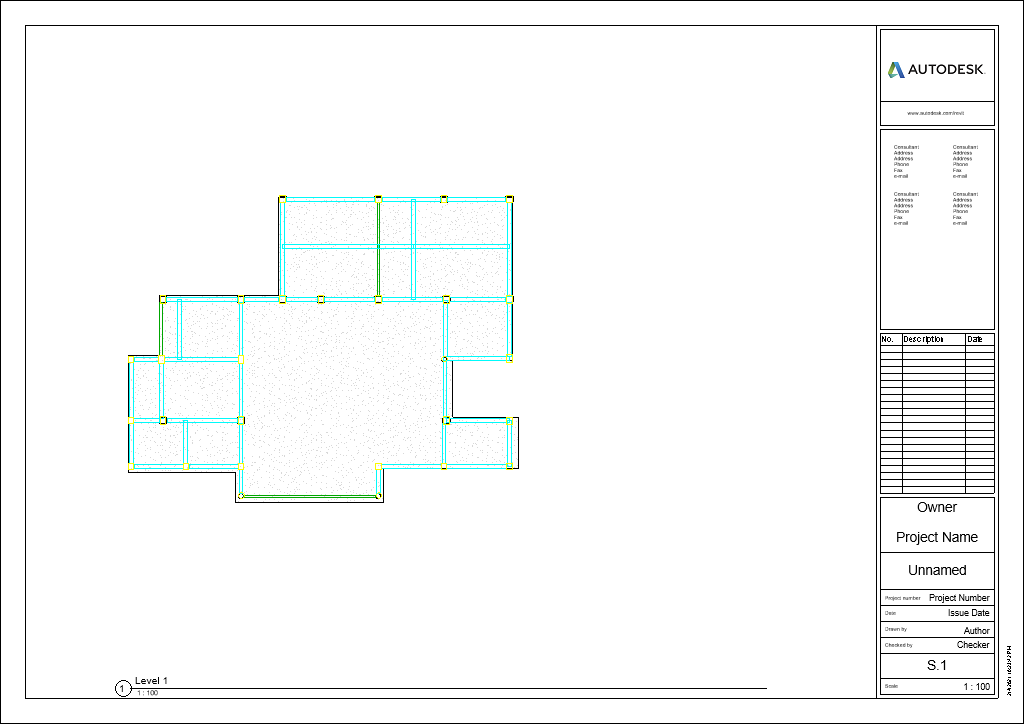 AUTODESK.
www.autodesk.com/revit
Consultant
Address
Address
Phone
Fax
e-mail
Consultant
Address
Address
Phone
Fax
e-mail
Consultant
Address
Address
Phone
Fax
e-mail
Consultant
Address
Address
Phone
Fax
e-mail
No. Description Date
Owner
Project Name
Unnamed
Project number Project Number
Date Issue Date
Drawn by Author
Checked by Checker
S.1
Scale 1 : 100
1 Level 1
1 : 100